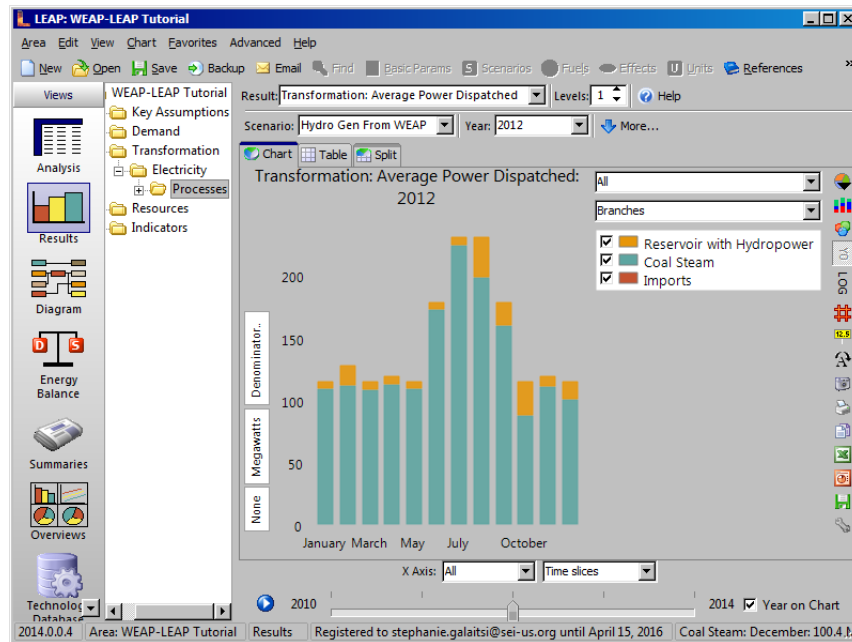 LEAP: WEAP-LEAP Tutorial
Area Edit View Chart Favorites Advanced Help
New Open Save Backup Email Find Basic Params S Scenarios Fuels Effects U Units References »
Views
Analysis
Results
Diagram
D S
Energy
Balance
Summaries
Overviews
Technolog
Database
WEAP-LEAP Tutorial
Key Assumptions
Demand
Transformation
Electricity
Processes
Resources
Indicators
Result: Transformation: Average Power Dispatched Levels: 1 ? Help
Scenario: Hydro Gen From WEAP Year: 2012 More...
Chart Table Split
Transformation: Average Power Dispatched:
2012
All
Branches
Reservoir with Hydropower
Coal Steam
Imports
Denominator..
Megawatts
None
200
150
100
50
0
January March May July October
YO
LOG
12.5
A
X Axis: All Time slices
2010 2014 Year on Chart
2014.0.0.4 Area: WEAP-LEAP Tutorial Results Registered to stephanie.galaitsi@sei-us.org until April 15, 2016 Coal Steam: December: 100.4 M